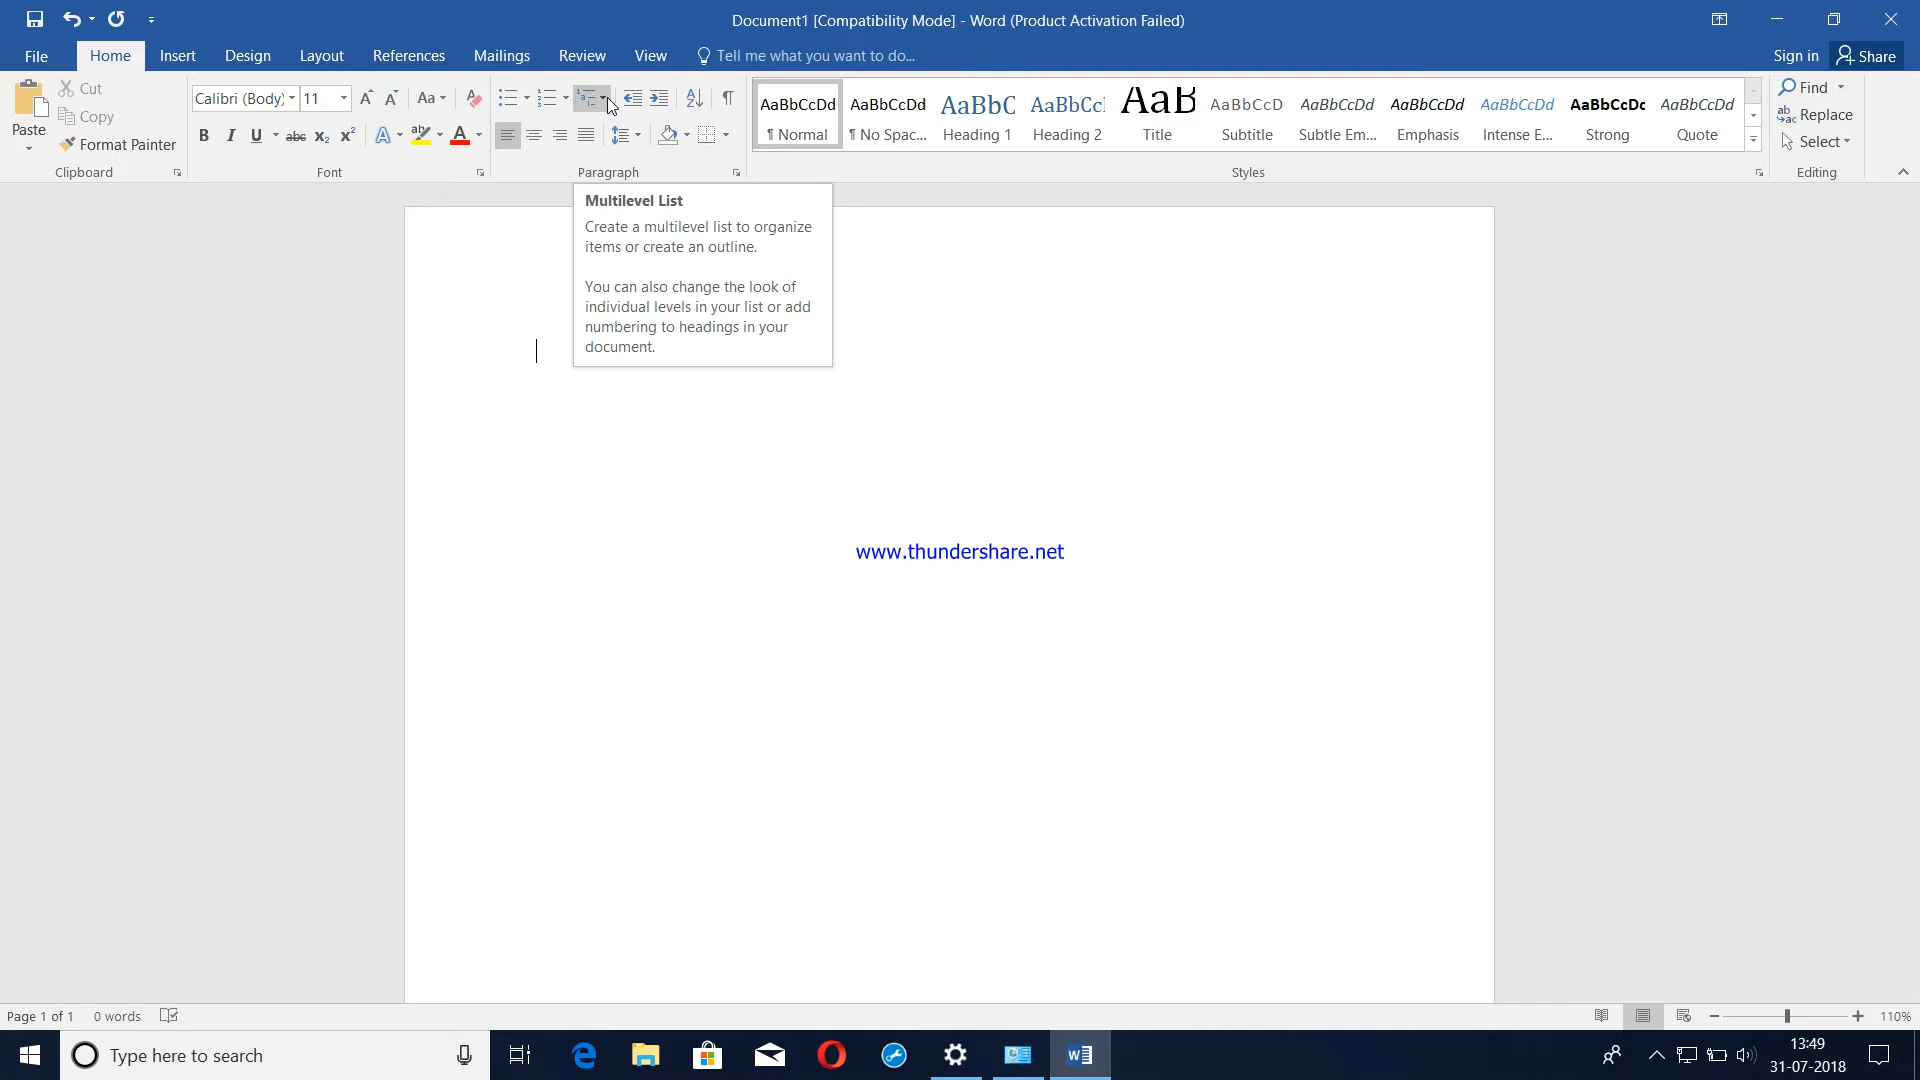 Document1 [Compatibility Mode] - Word (Product Activation Failed)
File Home Insert Design Layout References Mailings Review View Tell me what you want to do... Sign in Share
Paste
Cut
Copy
Format Painter
Clipboard
Calibri (Body) 11
Font
Paragraph
AaBbCcDd AaBbCcDd AaBbC AaBbCc AaB AaBbCcD AaBbCcDd AaBbCcDd AaBbCcDd AaBbCcDc AaBbCcDd
¶ Normal ¶ No Spac... Heading 1 Heading 2 Title Subtitle Subtle Em... Emphasis Intense E... Strong Quote
Styles
Find
Replace
Select
Editing
Multilevel List
Create a multilevel list to organize
items or create an outline.
You can also change the look of
individual levels in your list or add
numbering to headings in your
document.
www.thundershare.net
Page 1 of 1 0 words 110%
Type here to search
13:49
31-07-2018